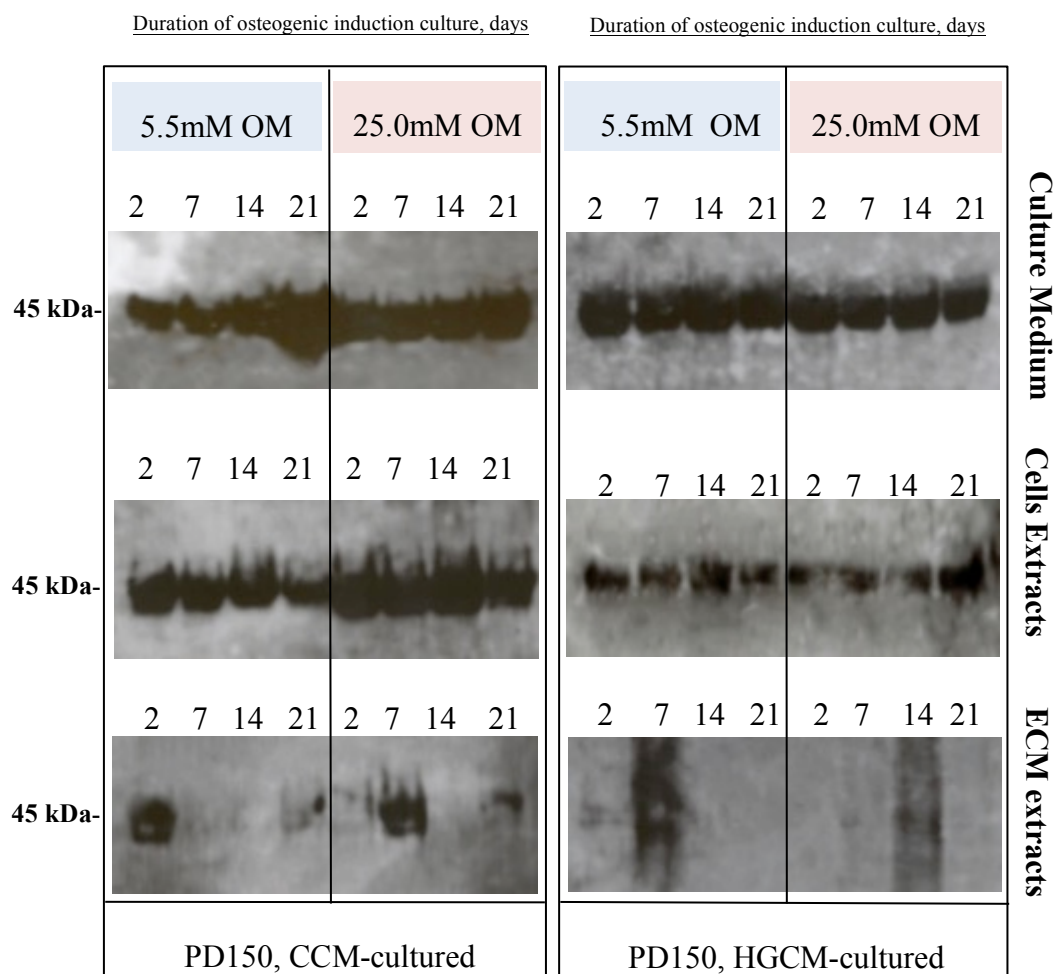 Duration of osteogenic induction culture, days Duration of osteogenic induction culture, days
5.5mM OM 25.0mM OM 5.5mM OM 25.0mM OM
2 7 14 21 2 7 14 21 2 7 14 21 2 7 14 21
45 kDa-
Culture Medium
2 7 14 21 2 7 14 21 2 7 14 21 2 7 14 21
45 kDa-
Cells Extracts
2 7 14 21 2 7 14 21 2 7 14 21 2 7 14 21
45 kDa-
ECM extracts
PD150, CCM-cultured PD150, HGCM-cultured